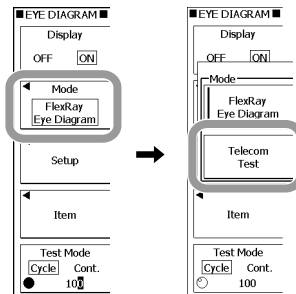 EYE DIAGRAM
Display
OFF ON
Mode
FlexRay
Eye Diagram
Setup
Item
Test Mode
Cycle Cont.
100
EYE DIAGRAM
Display
OFF ON
Mode
FlexRay
Eye Diagram
Telecom
Test
Item
Test Mode
Cycle Cont.
100